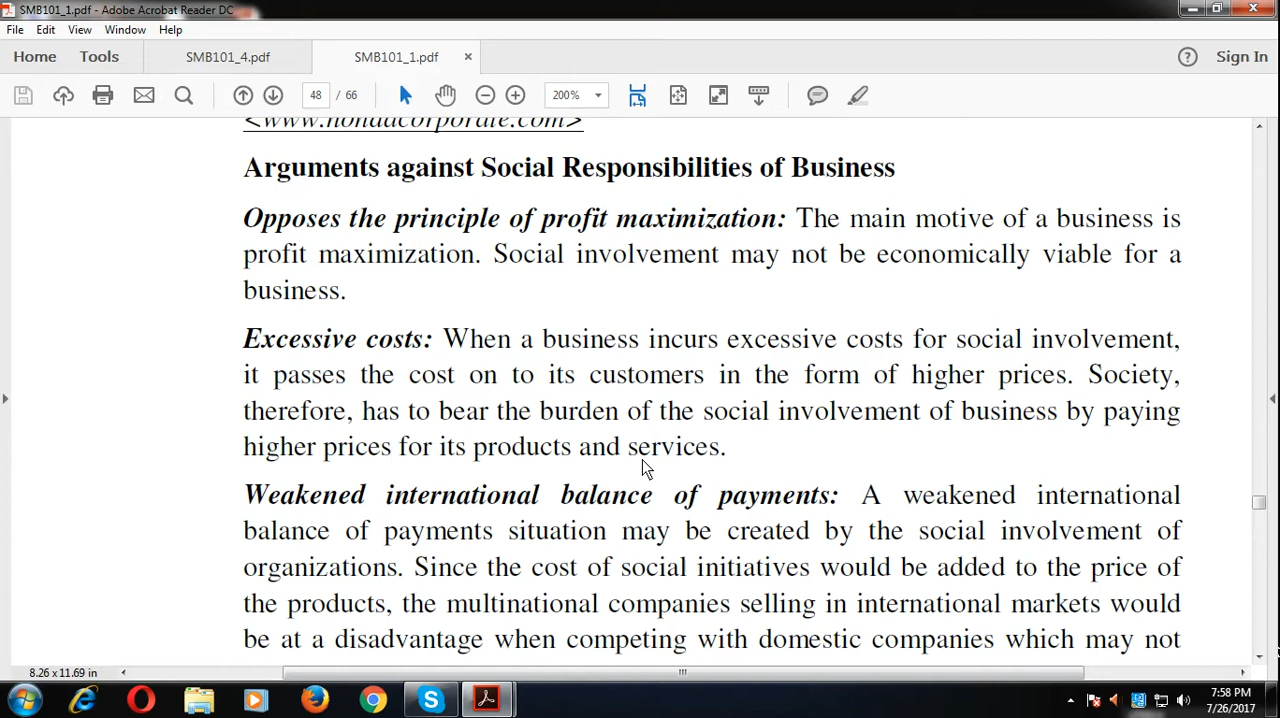 SMB101_1.pdf - Adobe Acrobat Reader DC
File Edit View Window Help
Home Tools SMB101_4.pdf SMB101_1.pdf × Sign In
48 / 66 200%
<www.hondacorporate.com>
Arguments against Social Responsibilities of Business
Opposes the principle of profit maximization: The main motive of a business is
profit maximization. Social involvement may not be economically viable for a
business.
Excessive costs: When a business incurs excessive costs for social involvement,
it passes the cost on to its customers in the form of higher prices. Society,
therefore, has to bear the burden of the social involvement of business by paying
higher prices for its products and services.
Weakened international balance of payments: A weakened international
balance of payments situation may be created by the social involvement of
organizations. Since the cost of social initiatives would be added to the price of
the products, the multinational companies selling in international markets would
be at a disadvantage when competing with domestic companies which may not
8.26 x 11.69 in
7:58 PM
7/26/2017